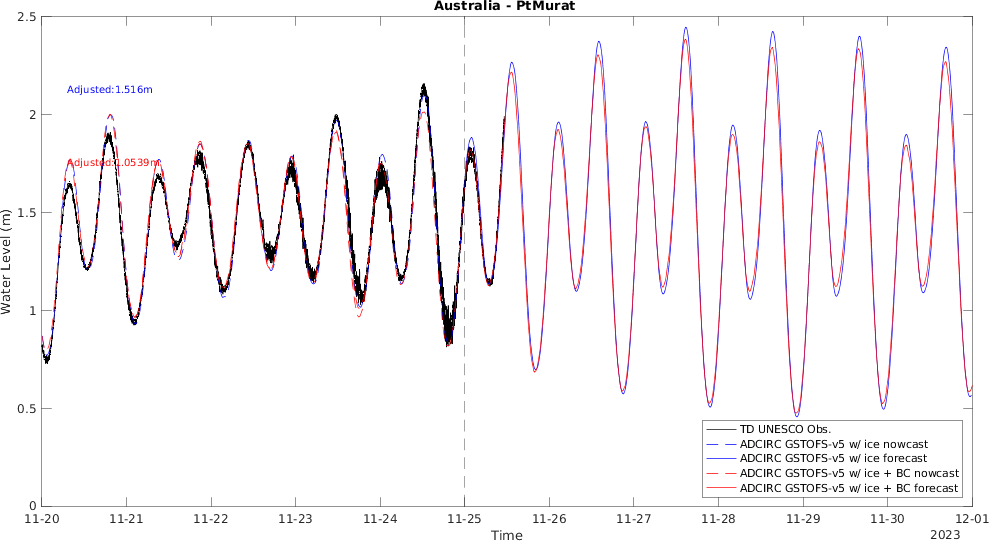 Australia - PtMurat
Water Level (m)
2.5
2
1.5
1
0.5
0
Adjusted:1.516m
Adjusted:1.0539m
TD UNESCO Obs.
ADCIRC GSTOFS-v5 w/ ice nowcast
ADCIRC GSTOFS-v5 w/ ice forecast
ADCIRC GSTOFS-v5 w/ ice + BC nowcast
ADCIRC GSTOFS-v5 w/ ice + BC forecast
11-20 11-21 11-22 11-23 11-24 11-25 11-26 11-27 11-28 11-29 11-30 12-01
Time
2023